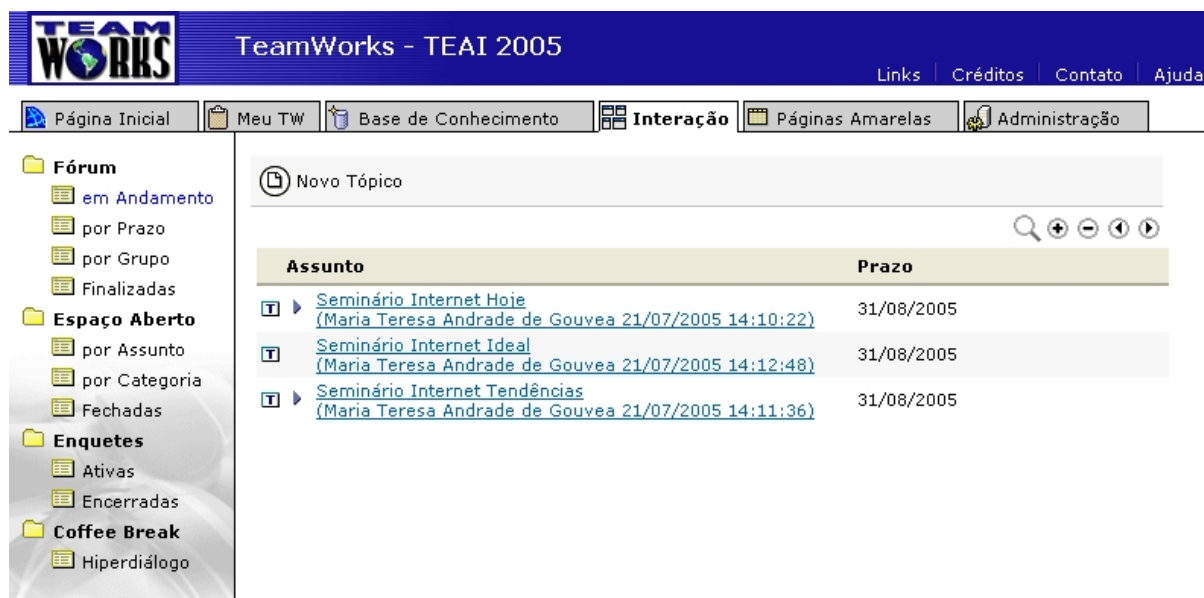 TEAM
WORKS
TeamWorks - TEAI 2005
Links | Créditos | Contato | Ajuda
Página Inicial Meu TW Base de Conhecimento Interação Páginas Amarelas Administração
Fórum
em Andamento
por Prazo
por Grupo
Finalizadas
Espaço Aberto
por Assunto
por Categoria
Fechadas
Enquetes
Ativas
Encerradas
Coffee Break
Hiperdiálogo
Novo Tópico
Assunto Prazo
T Seminário Internet Hoje
(Maria Teresa Andrade de Gouvea 21/07/2005 14:10:22) 31/08/2005
T Seminário Internet Ideal
(Maria Teresa Andrade de Gouvea 21/07/2005 14:12:48) 31/08/2005
T Seminário Internet Tendências
(Maria Teresa Andrade de Gouvea 21/07/2005 14:11:36) 31/08/2005